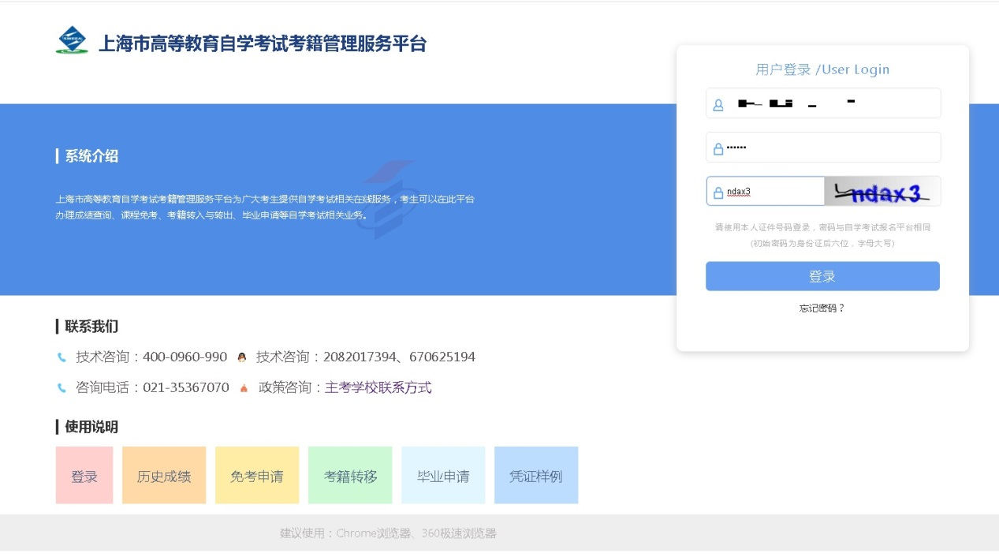 上海市高等教育自学考试考籍管理服务平台
用户登录 /User Login
••••••
ndax3
ndax3
请使用本人证件号码登录，密码与自学考试报名平台相同
(初始密码为身份证后六位，字母大写)
登录
忘记密码？
系统介绍
上海市高等教育自学考试考籍管理服务平台为广大考生提供自学考试相关在线服务，考生可以在此平台
办理成绩查询、课程免考、考籍转入与转出、毕业申请等自学考试相关业务。
联系我们
技术咨询：400-0960-990 技术咨询：2082017394、670625194
咨询电话：021-35367070 政策咨询：主考学校联系方式
使用说明
登录 历史成绩 免考申请 考籍转移 毕业申请 凭证样例
建议使用：Chrome浏览器、360极速浏览器